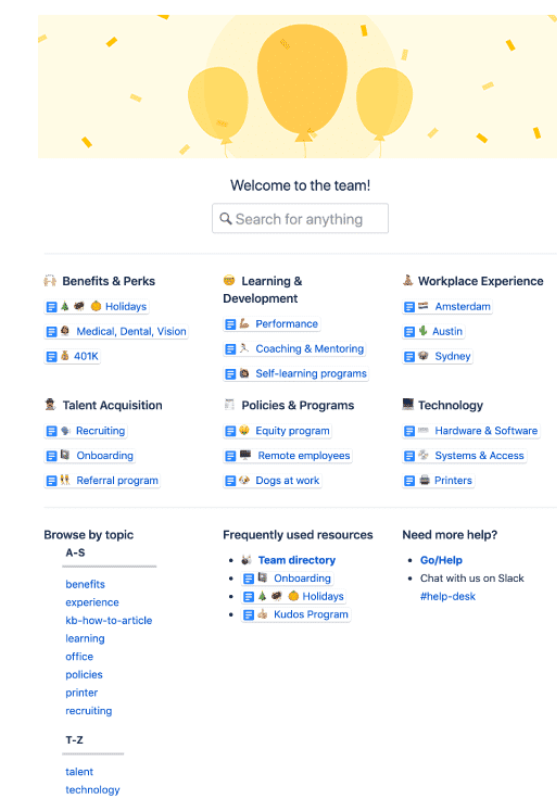 Welcome to the team!
Search for anything
Benefits & Perks
Holidays
Medical, Dental, Vision
401K
Learning &
Development
Performance
Coaching & Mentoring
Self-learning programs
Workplace Experience
Amsterdam
Austin
Sydney
Talent Acquisition
Recruiting
Onboarding
Referral program
Policies & Programs
Equity program
Remote employees
Dogs at work
Technology
Hardware & Software
Systems & Access
Printers
Browse by topic
A-S
benefits
experience
kb-how-to-article
learning
office
policies
printer
recruiting
T-Z
talent
technology
Frequently used resources
Team directory
Onboarding
Holidays
Kudos Program
Need more help?
Go/Help
Chat with us on Slack
#help-desk